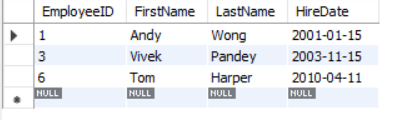 EmployeeID FirstName LastName HireDate
1 Andy Wong 2001-01-15
3 Vivek Pandey 2003-11-15
6 Tom Harper 2010-04-11
NULL NULL NULL NULL